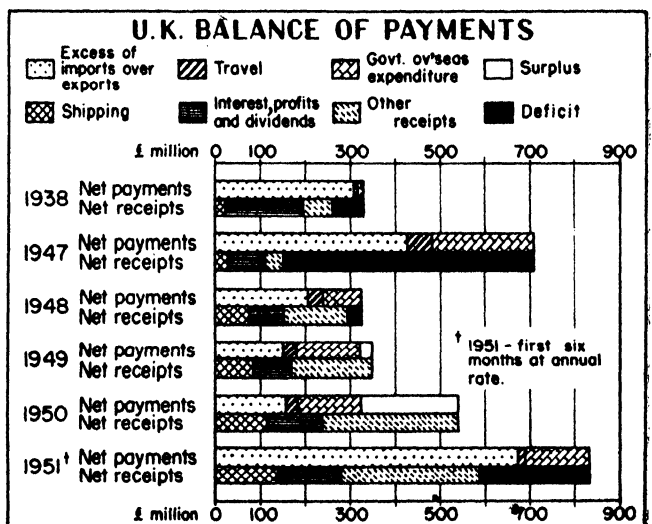 U.K. BALANCE OF PAYMENTS
Excess of
imports over
exports
Travel
Govt. ov'seas
expenditure
Surplus
Shipping
Interest, profits
and dividends
Other
receipts
Deficit
£ million 0 100 300 500 700 900
1938 Net payments
Net receipts
1947 Net payments
Net receipts
1948 Net payments
Net receipts
1949 Net payments
Net receipts
† 1951 - first six
months at annual
rate.
1950 Net payments
Net receipts
1951† Net payments
Net receipts
£ million 0 100 300 500 700 900